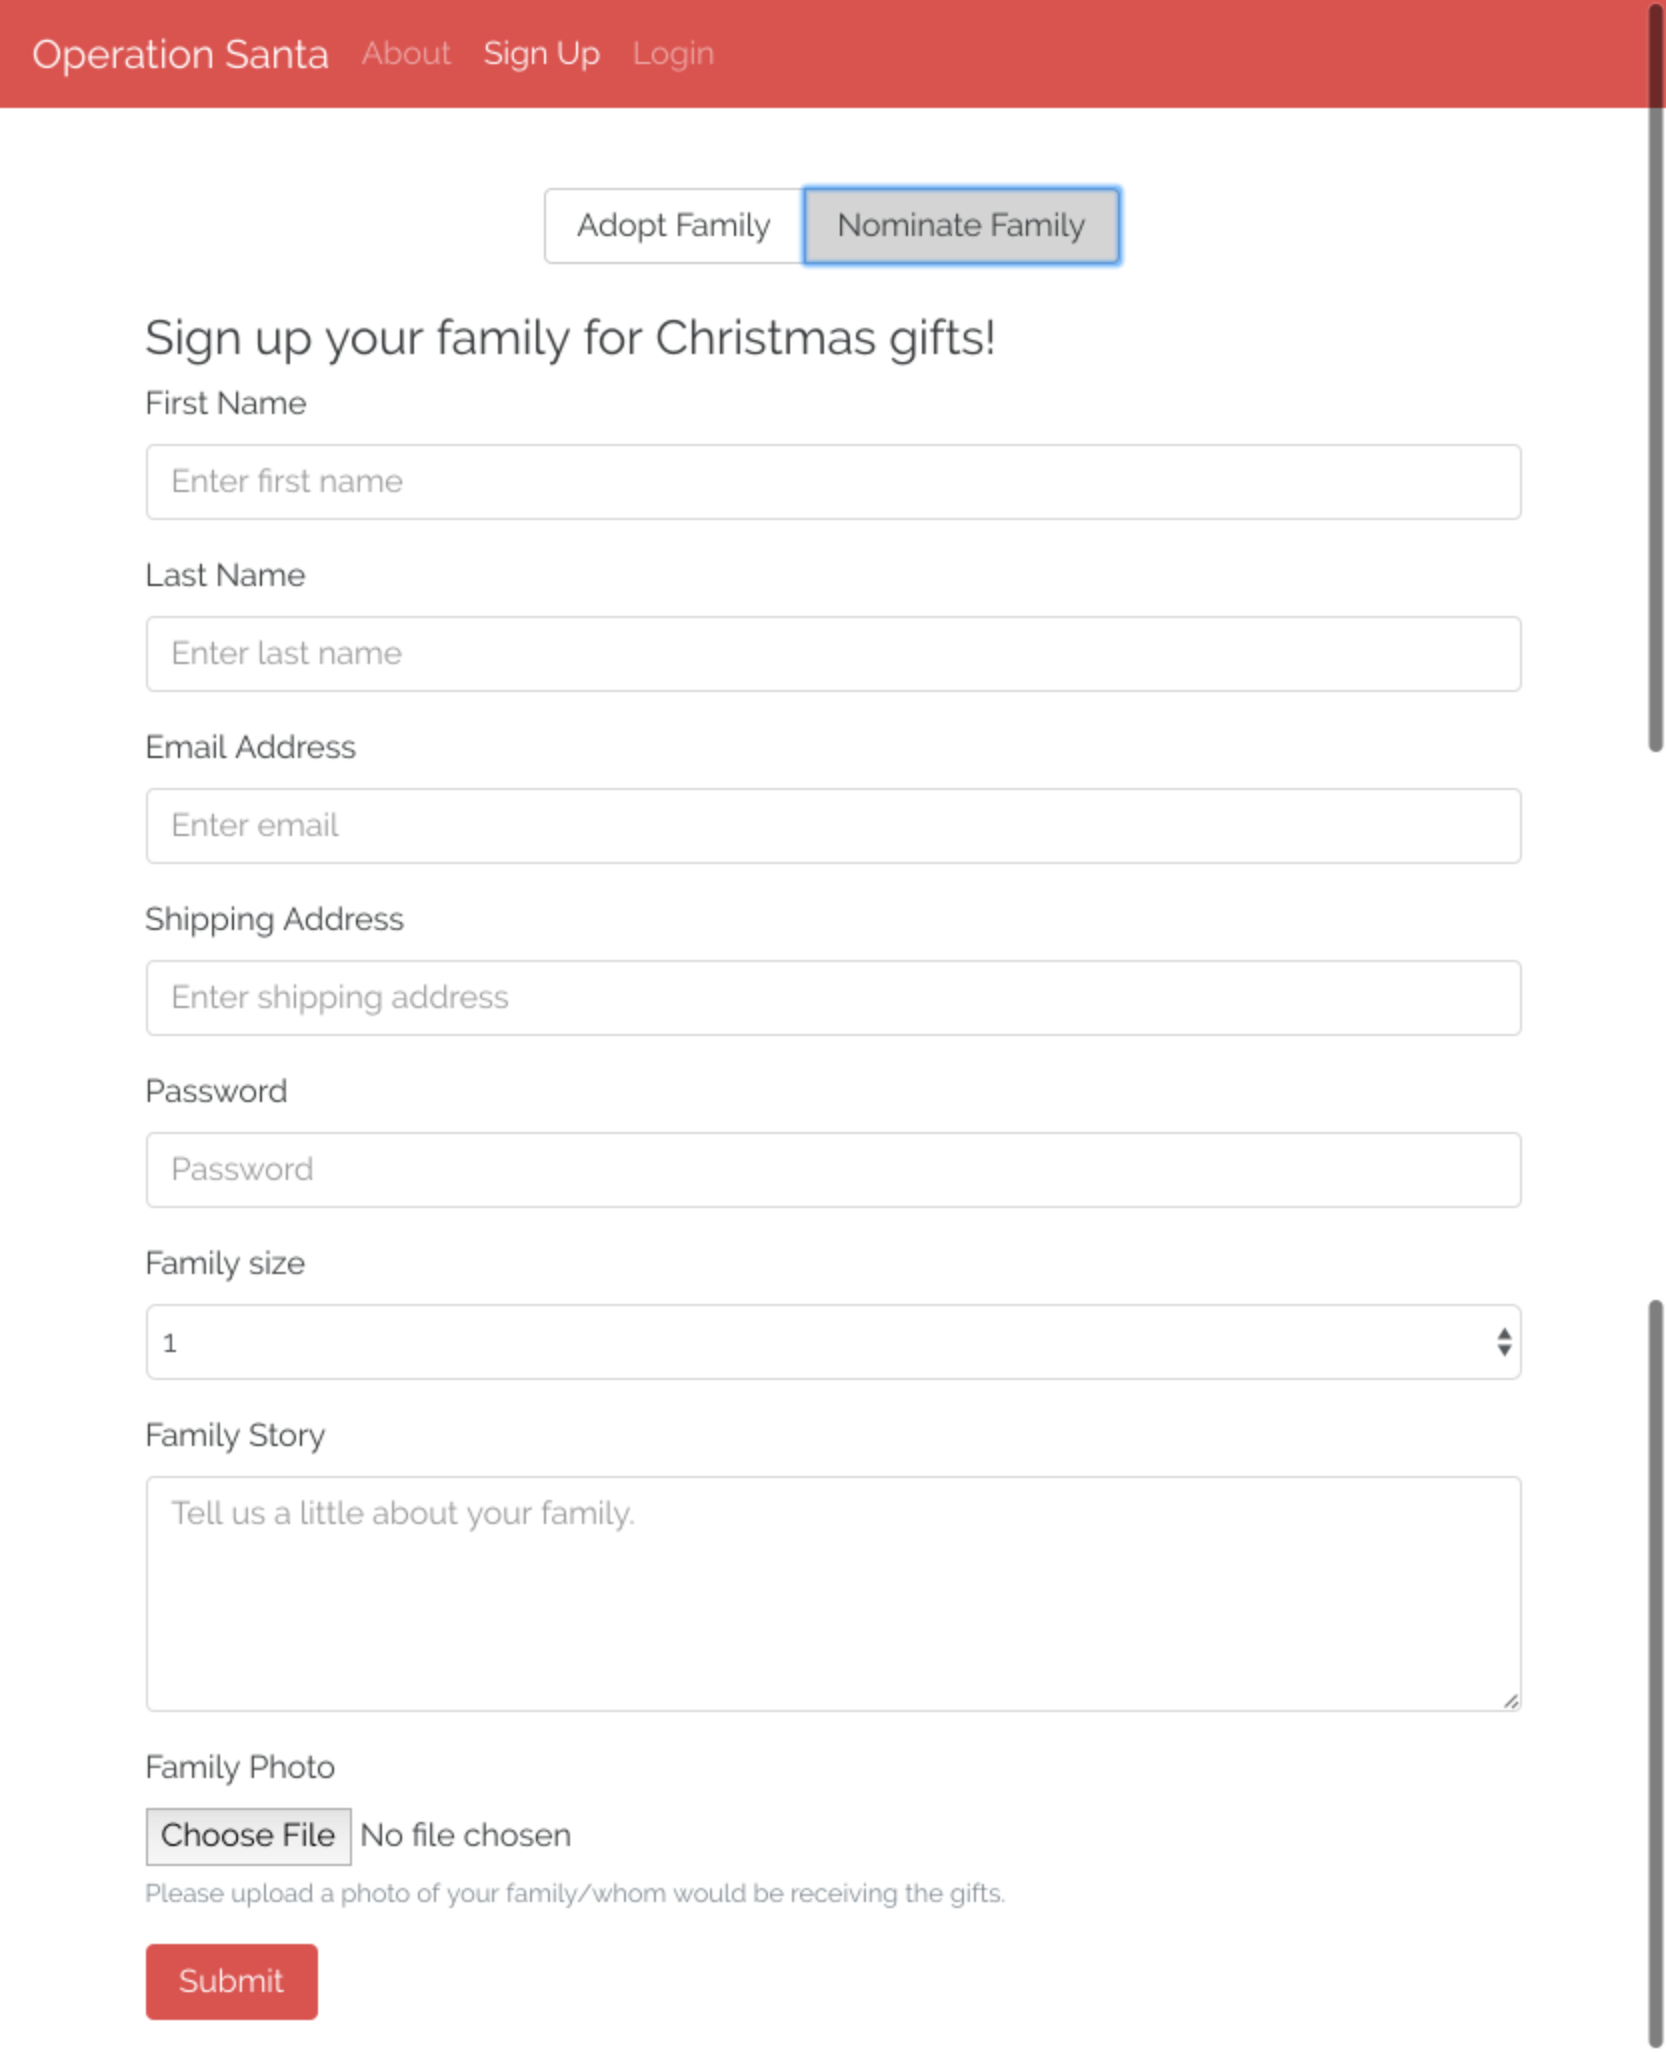 Operation Santa About Sign Up Login
Adopt Family Nominate Family
Sign up your family for Christmas gifts!
First Name
Enter first name
Last Name
Enter last name
Email Address
Enter email
Shipping Address
Enter shipping address
Password
Password
Family size
1
Family Story
Tell us a little about your family.
Family Photo
Choose File No file chosen
Please upload a photo of your family/whom would be receiving the gifts.
Submit